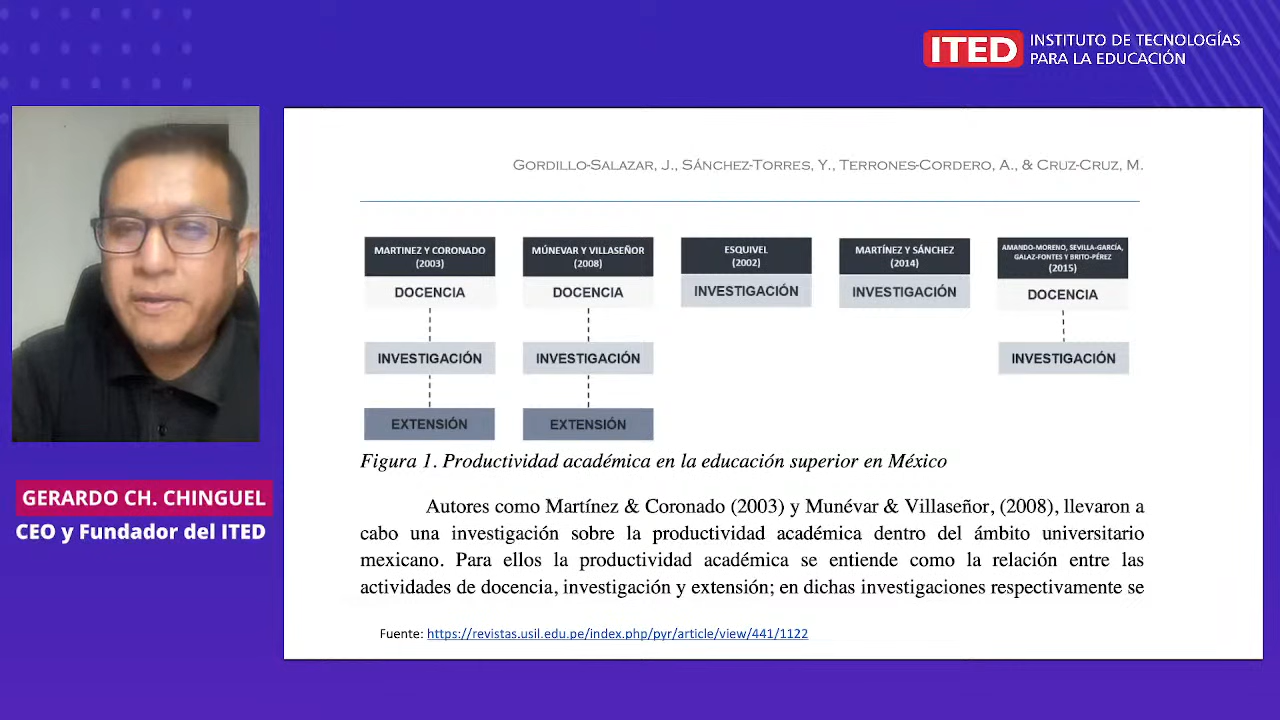 ITED
INSTITUTO DE TECNOLOGÍAS
PARA LA EDUCACIÓN
GERARDO CH. CHINGUEL
CEO y Fundador del ITED
GORDILLO-SALAZAR, J., SÁNCHEZ-TORRES, Y., TERRONES-CORDERO, A., & CRUZ-CRUZ, M.
MARTINEZ Y CORONADO
(2003)
DOCENCIA
INVESTIGACIÓN
EXTENSIÓN
MÚNEVAR Y VILLASEÑOR
(2008)
DOCENCIA
INVESTIGACIÓN
EXTENSIÓN
ESQUIVEL
(2002)
INVESTIGACIÓN
MARTÍNEZ Y SÁNCHEZ
(2014)
INVESTIGACIÓN
AMANDO-MORENO, SEVILLA-GARCÍA,
GALAZ-FONTES Y BRITO-PÉREZ
(2015)
DOCENCIA
INVESTIGACIÓN
Figura 1. Productividad académica en la educación superior en México
Autores como Martínez & Coronado (2003) y Munévar & Villaseñor, (2008), llevaron a
cabo una investigación sobre la productividad académica dentro del ámbito universitario
mexicano. Para ellos la productividad académica se entiende como la relación entre las
actividades de docencia, investigación y extensión; en dichas investigaciones respectivamente se
Fuente: https://revistas.usil.edu.pe/index.php/pyr/article/view/441/1122